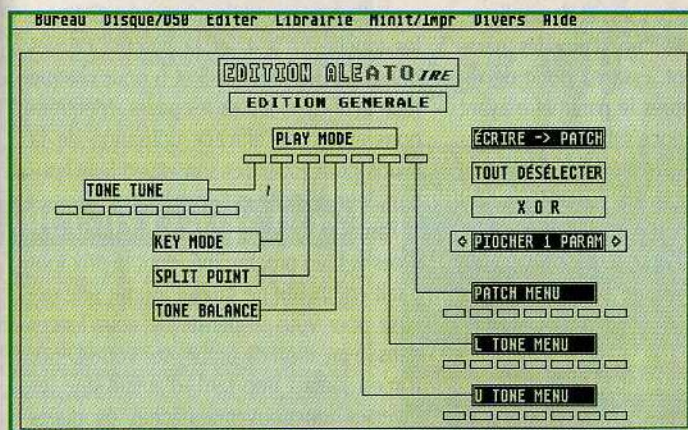 Bureau Disque/D50 Editer Librairie Minit/Impr Divers Aide
EDITION ALEATOIRE
EDITION GENERALE
PLAY MODE
ÉCRIRE -> PATCH
TONE TUNE
TOUT DÉSÉLECTER
X O R
KEY MODE
PIOCHER 1 PARAM
SPLIT POINT
TONE BALANCE
PATCH MENU
L TONE MENU
U TONE MENU